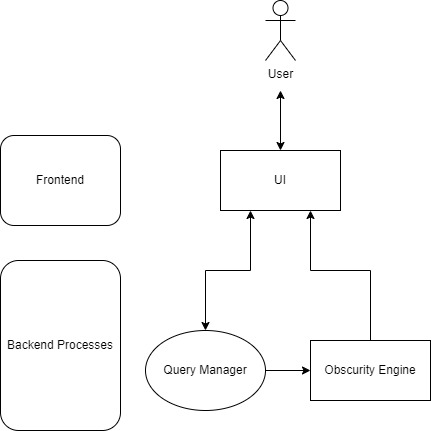 User
Frontend
UI
Backend Processes
Query Manager
Obscurity Engine